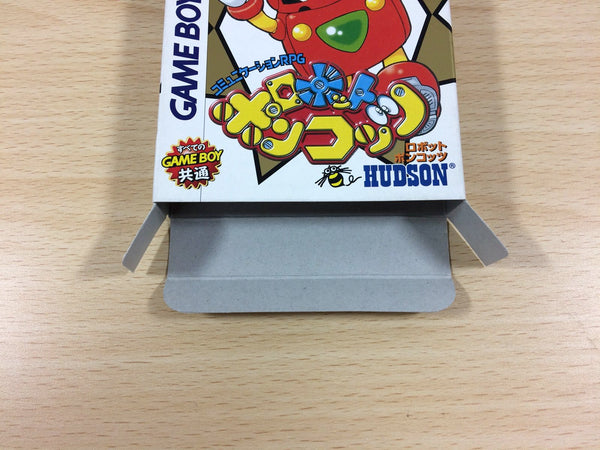 GAME BOY
コミュニケーションRPG
ロボット
ポンコッツ
すべての
GAME BOY
共通
ロボット
ポンコッツ
HUDSON®